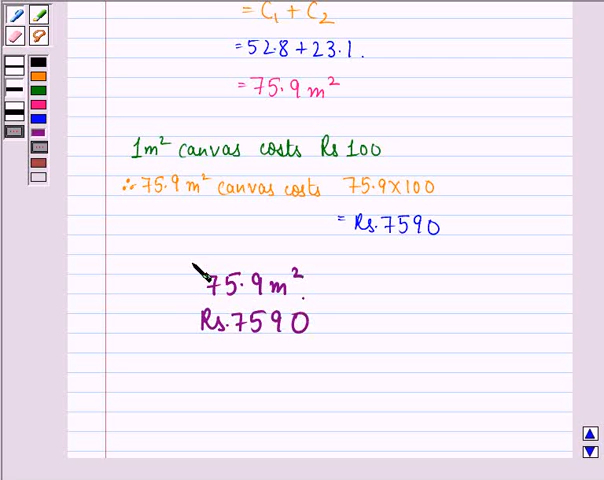 = C₁ + C₂
= 52.8 + 23.1.
= 75.9 m²
1m² canvas costs Rs 100
∴ 75.9 m² canvas costs 75.9 x 100
= Rs. 7590
75.9 m².
Rs. 7590